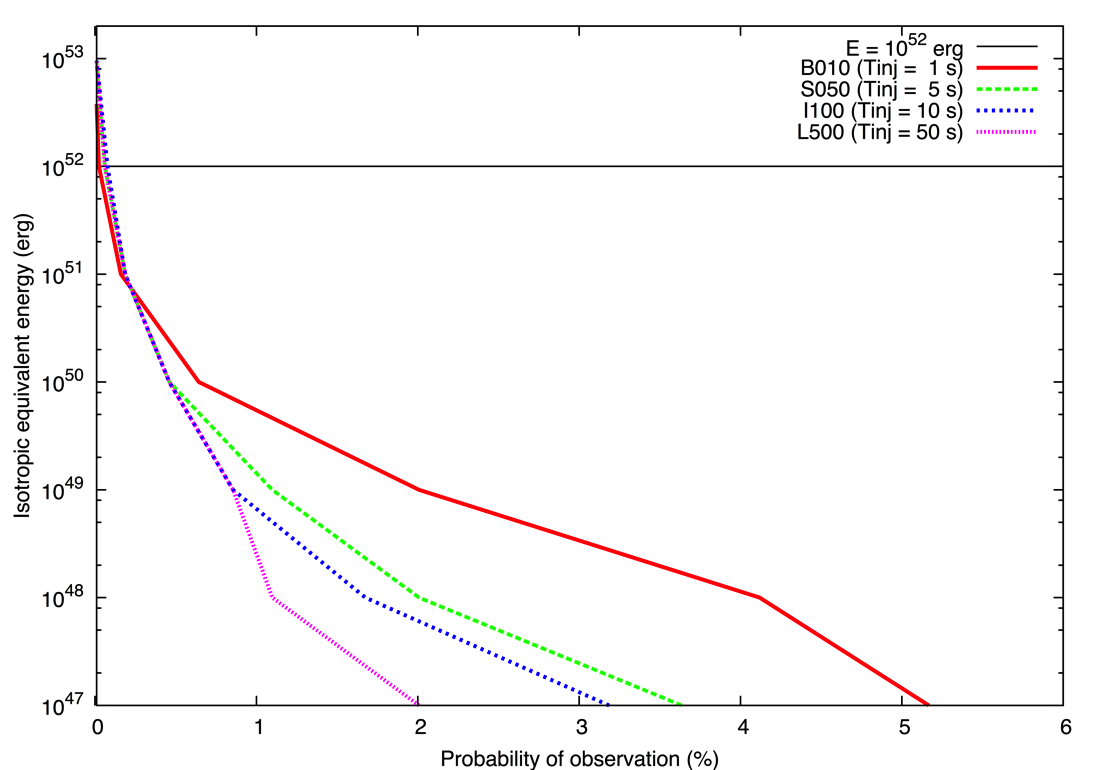 E = 10^52 erg
B010 (Tinj = 1 s)
S050 (Tinj = 5 s)
I100 (Tinj = 10 s)
L500 (Tinj = 50 s)
Isotropic equivalent energy (erg)
10^53
10^52
10^51
10^50
10^49
10^48
10^47
0 1 2 3 4 5 6
Probability of observation (%)